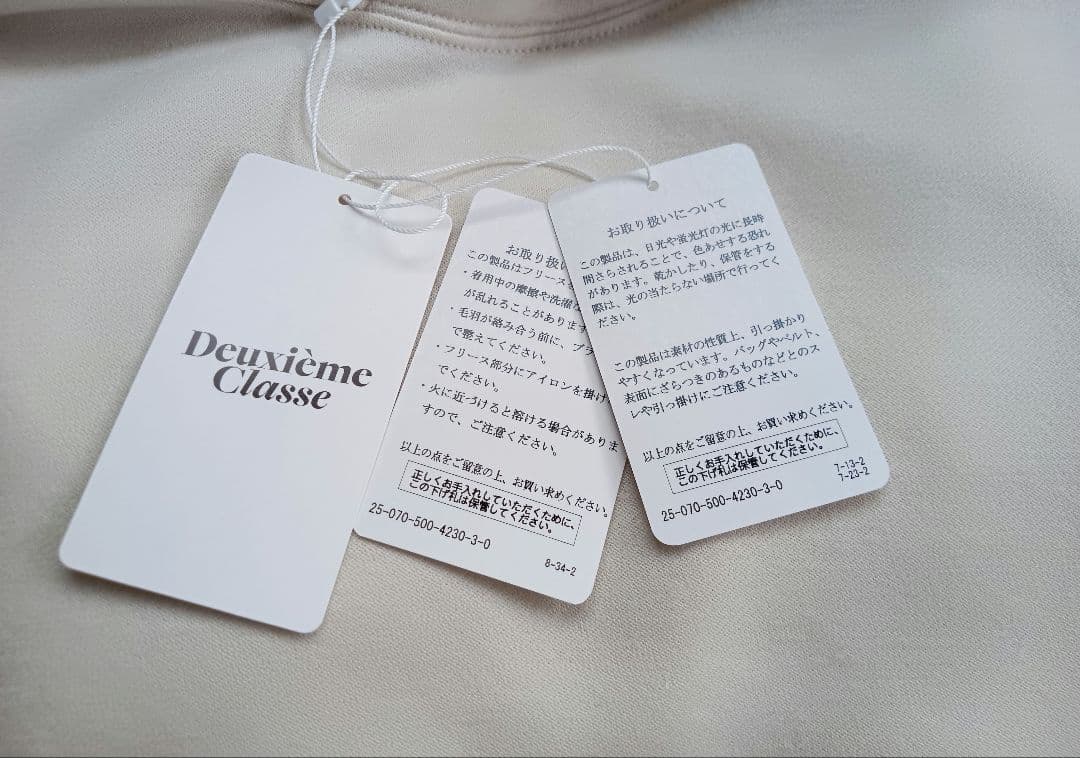 Deuxième
Classe
お取り扱い
この製品はフリース
・着用中の摩擦や洗濯
が乱れることがあります
・毛羽が絡み合う前に、ブラ
で整えてください。
・フリース部分にアイロンを掛け
でください。
・火に近づけると溶ける場合がありま
すので、ご注意ください。
以上の点をご留意の上、お買い求めください。
正しくお手入れしていただくために、
この下げ札は保管してください。
25-070-500-4230-3-0
8-34-2
お取り扱いについて
この製品は、日光や蛍光灯の光に長時
間さらされることで、色あせする恐れ
があります。乾かしたり、保管をする
際は、光の当たらない場所で行ってく
ださい。
この製品は素材の性質上、引っ掛かり
やすくなっています。バッグやベルト、
表面にざらつきのあるものなどとのス
レや引っ掛けにご注意ください。
以上の点をご留意の上、お買い求めください。
正しくお手入れしていただくために、
この下げ札は保管してください。
7-13-2
7-23-2
25-070-500-4230-3-0